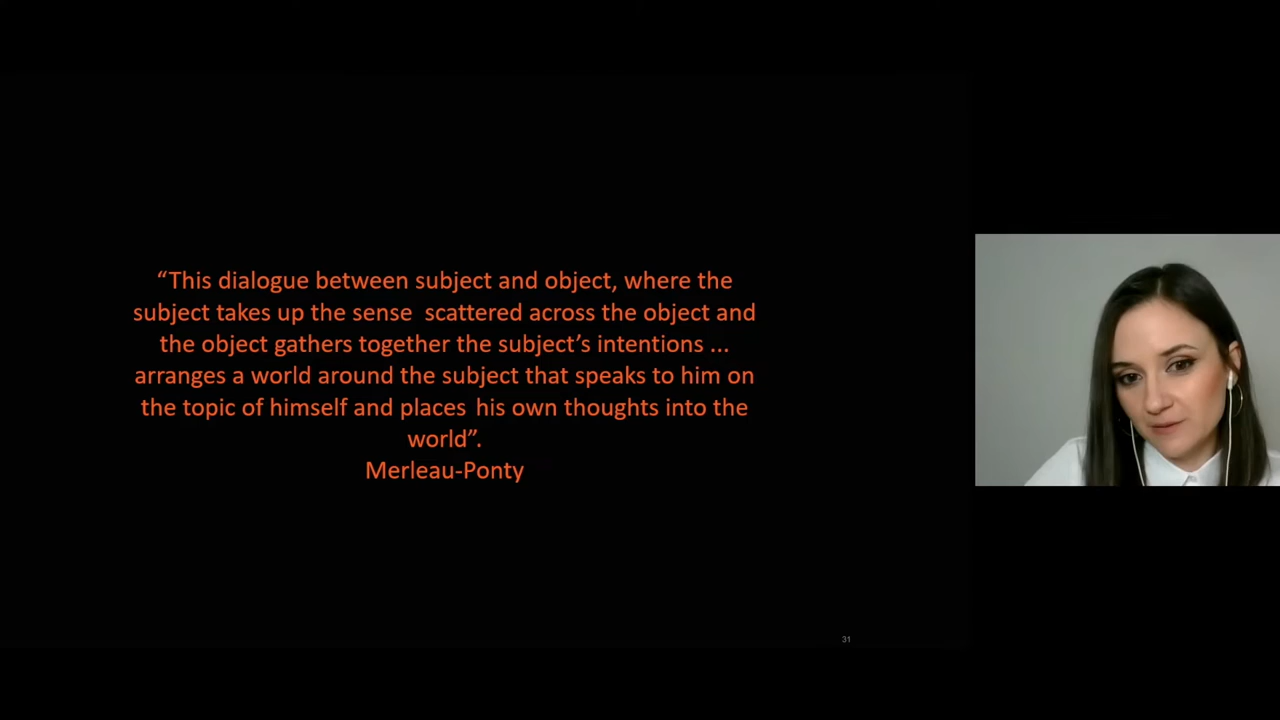 “This dialogue between subject and object, where the
subject takes up the sense  scattered across the object and
the object gathers together the subject’s intentions ...
arranges a world around the subject that speaks to him on
the topic of himself and places his own thoughts into the
world”.
Merleau-Ponty
31